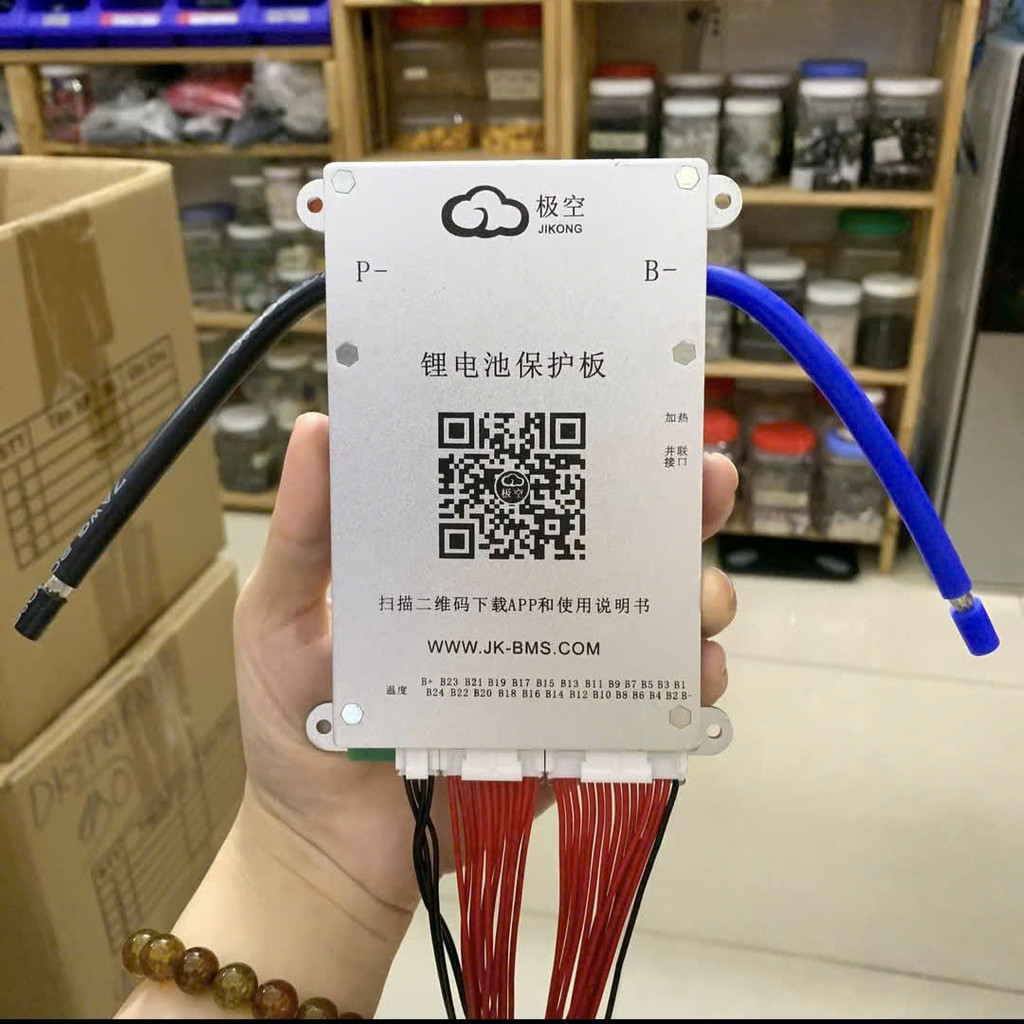 极空
JIKONG
P-
B-
锂电池保护板
加热
并联
接口
极空
扫描二维码下载APP和使用说明书
WWW.JK-BMS.COM
温度
B+ B23 B21 B19 B17 B15 B13 B11 B9 B7 B5 B3 B1
B24 B22 B20 B18 B16 B14 B12 B10 B8 B6 B4 B2 B-